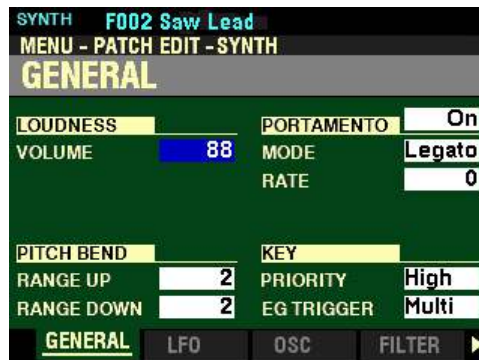 SYNTH F002 Saw Lead
MENU - PATCH EDIT - SYNTH
GENERAL
LOUDNESS
VOLUME 88
PORTAMENTO On
MODE Legato
RATE 0
PITCH BEND
RANGE UP 2
RANGE DOWN 2
KEY
PRIORITY High
EG TRIGGER Multi
GENERAL LFO OSC FILTER